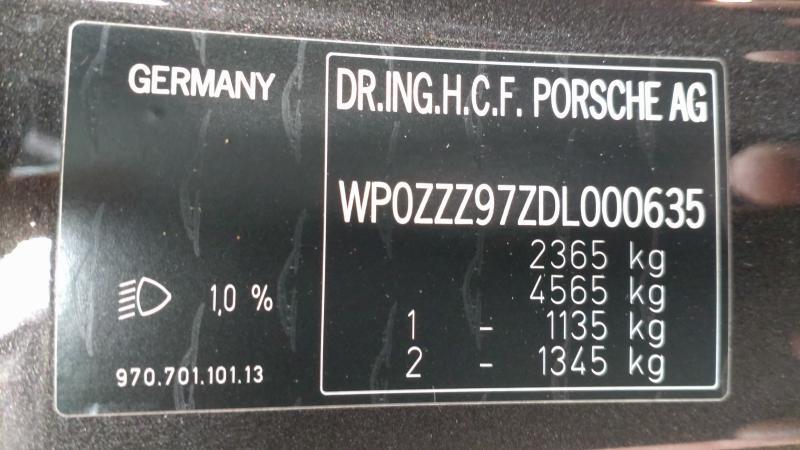 GERMANY
1,0 %
970.701.101.13
DR.ING.H.C.F. PORSCHE AG
WP0ZZZ97ZDL000635
2365 kg
4565 kg
1 - 1135 kg
2 - 1345 kg